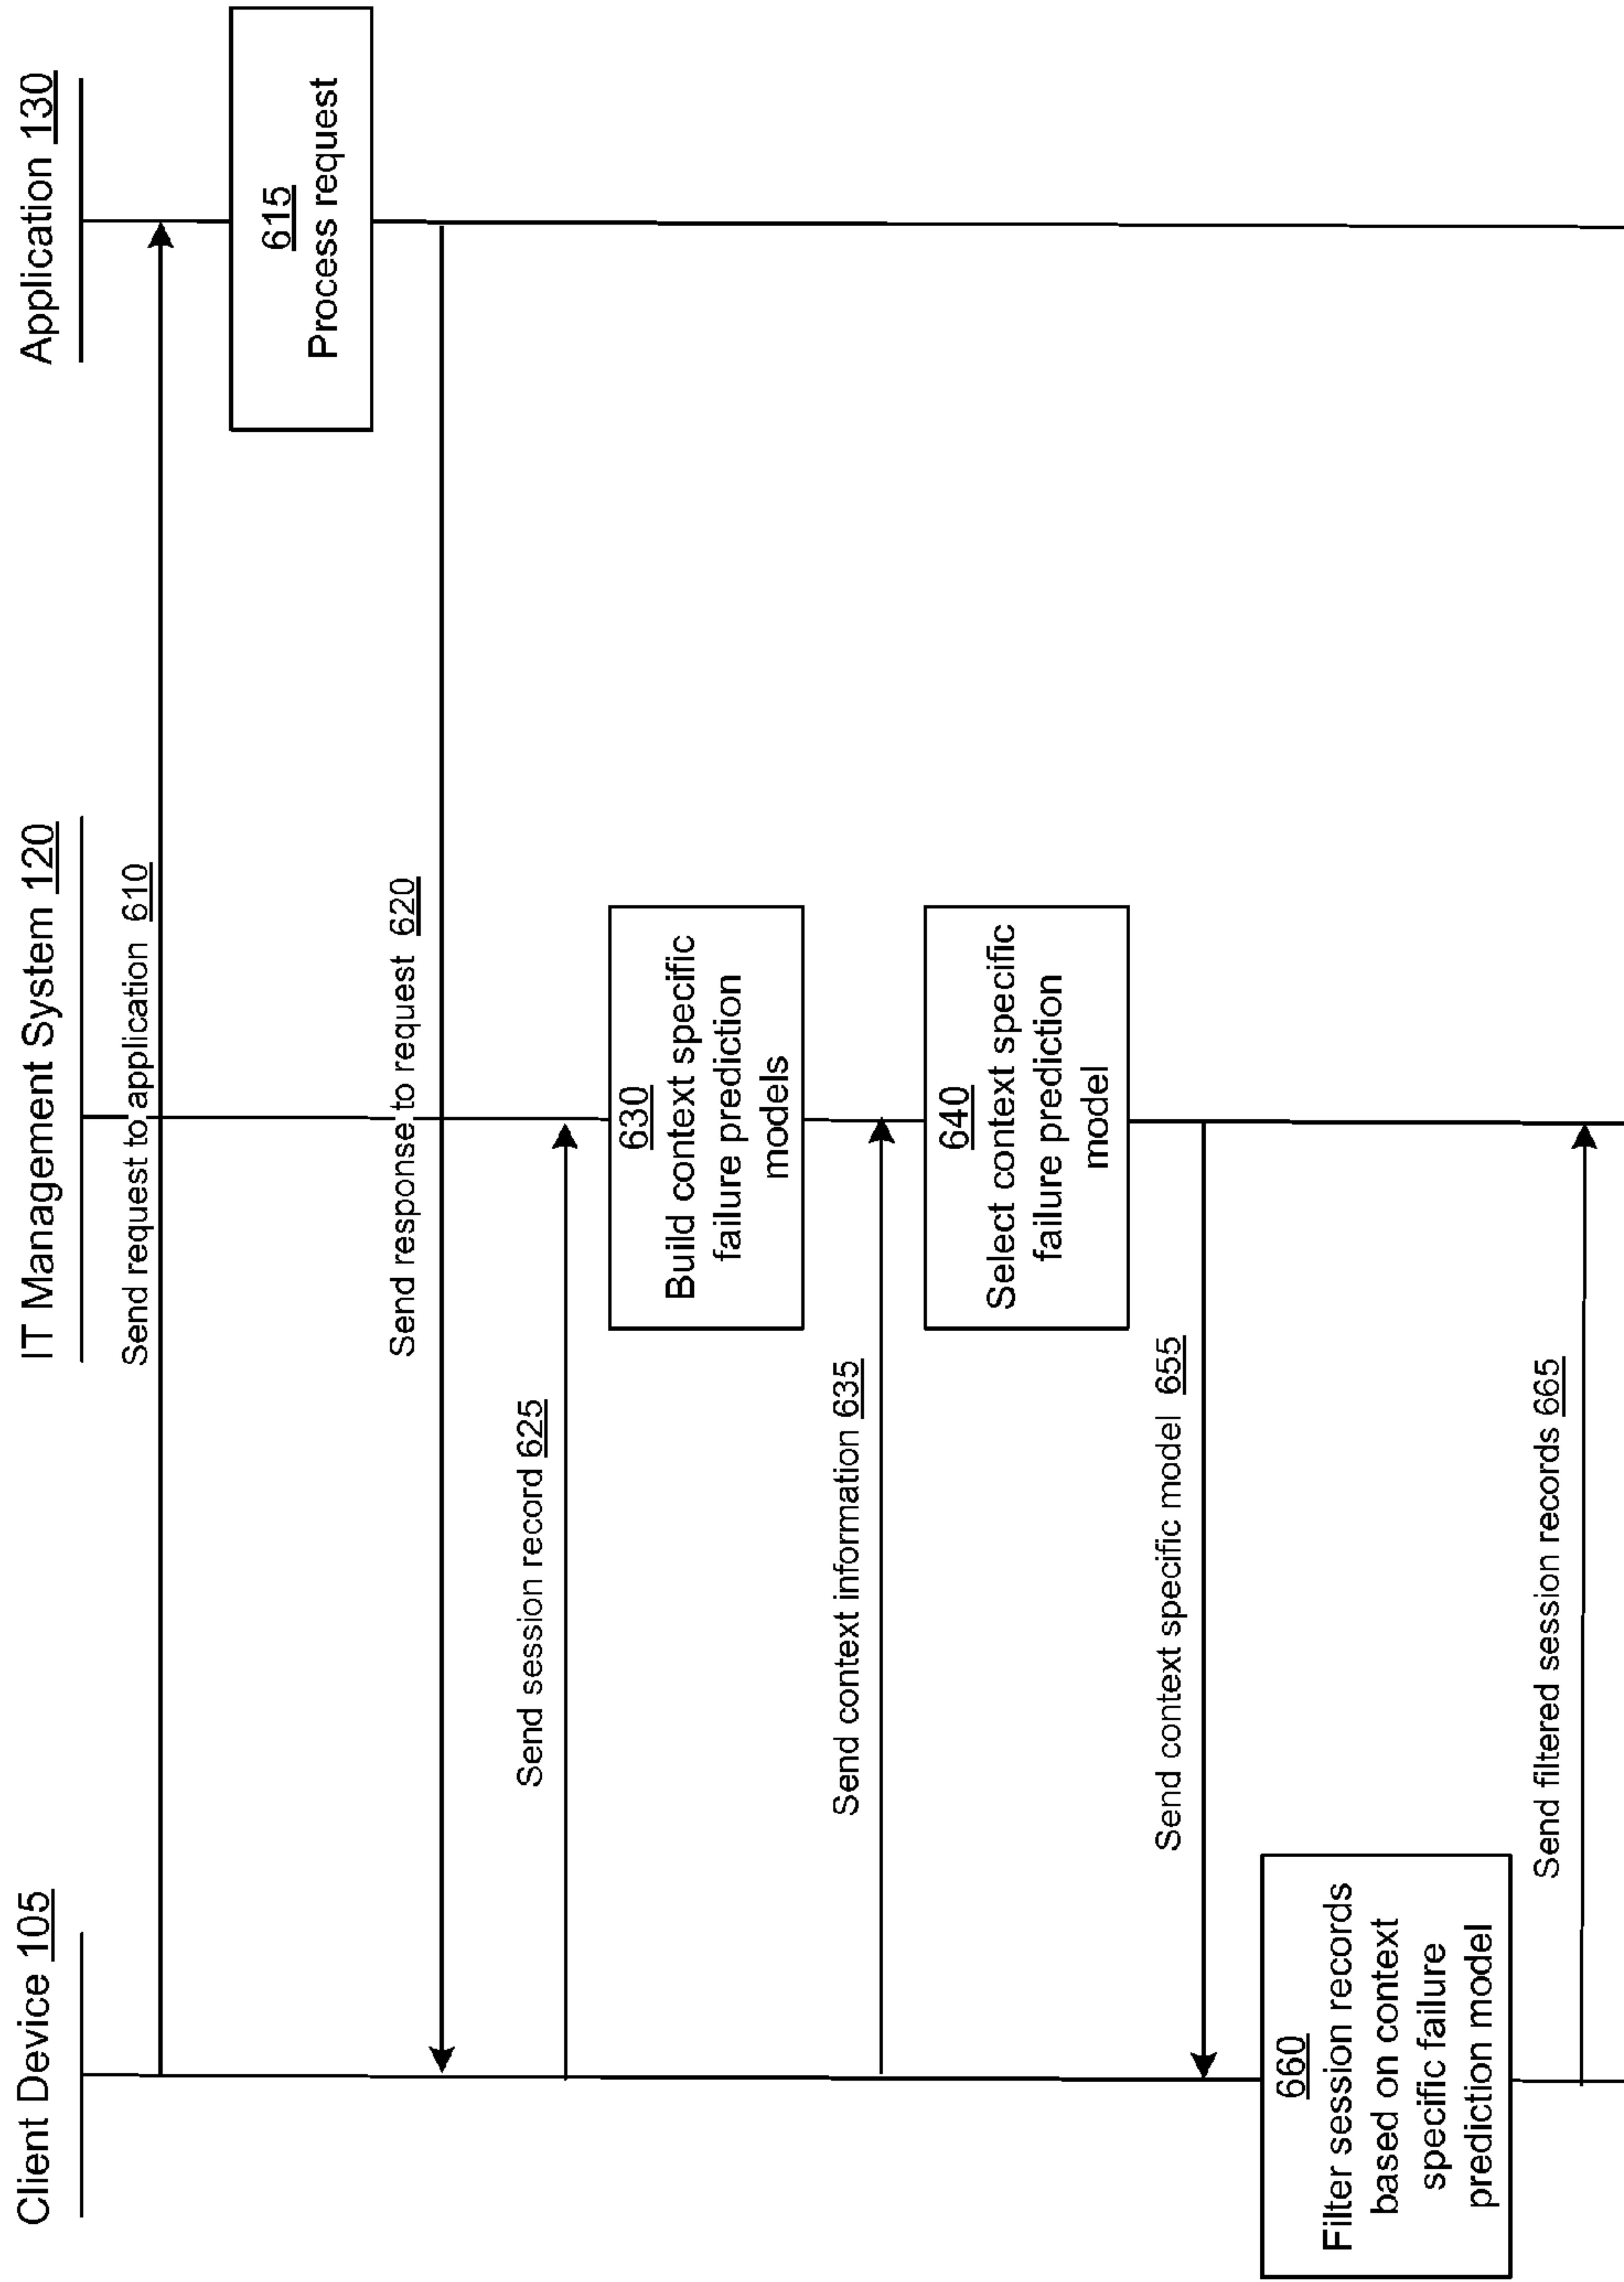 Client Device 105
IT Management System 120
Application 130
Send request to application 610
615
Process request
Send response to request 620
Send session record 625
630
Build context specific
failure prediction
models
Send context information 635
640
Select context specific
failure prediction
model
Send context specific model 655
660
Filter session records
based on context
specific failure
prediction model
Send filtered session records 665